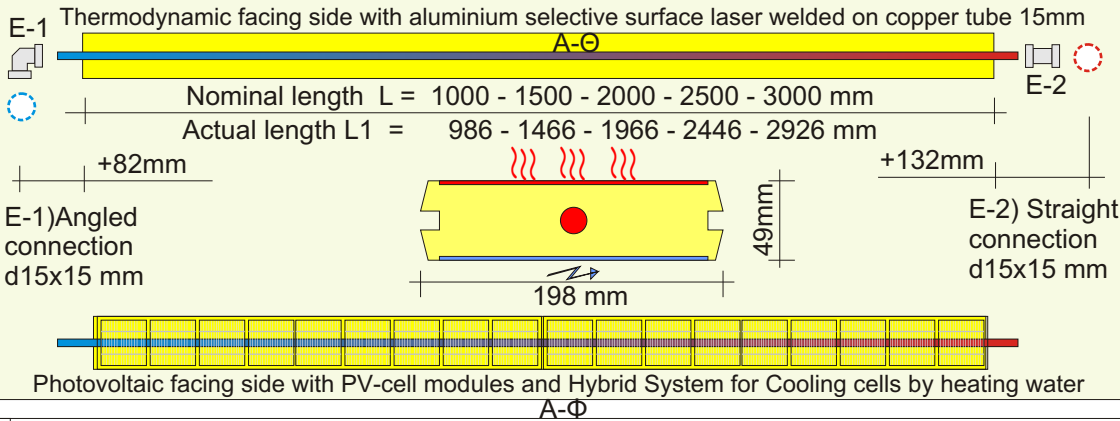 Thermodynamic facing side with aluminium selective surface laser welded on copper tube 15mm
E-1
A-Θ
E-2
Nominal length L = 1000 - 1500 - 2000 - 2500 - 3000 mm
Actual length L1 = 986 - 1466 - 1966 - 2446 - 2926 mm
+82mm
+132mm
E-1)Angled
connection
d15x15 mm
49mm
198 mm
E-2) Straight
connection
d15x15 mm
Photovoltaic facing side with PV-cell modules and Hybrid System for Cooling cells by heating water
A-Φ